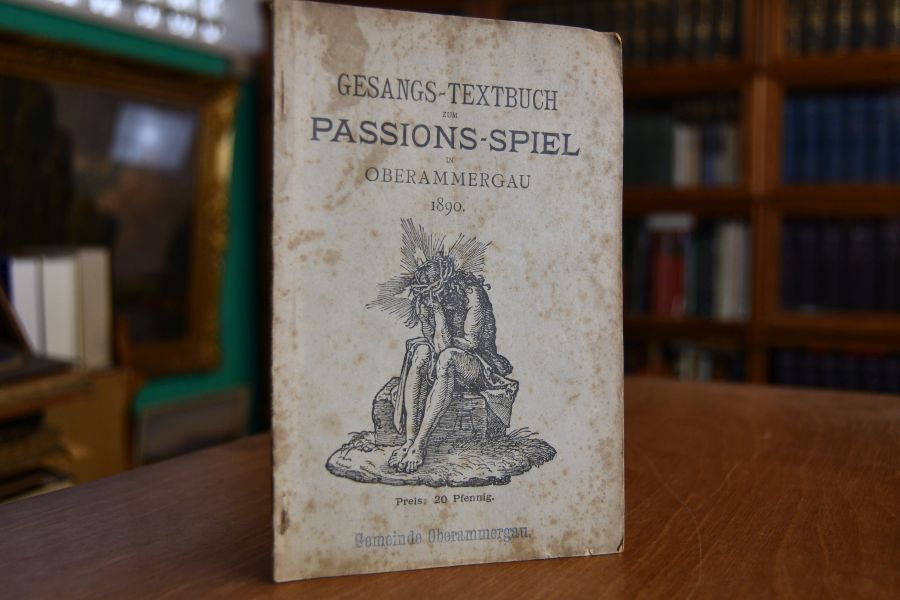 GESANGS-TEXTBUCH
ZUM
PASSIONS-SPIEL
IN
OBERAMMERGAU
1890.
Preis: 20 Pfennig.
Gemeinde Oberammergau.